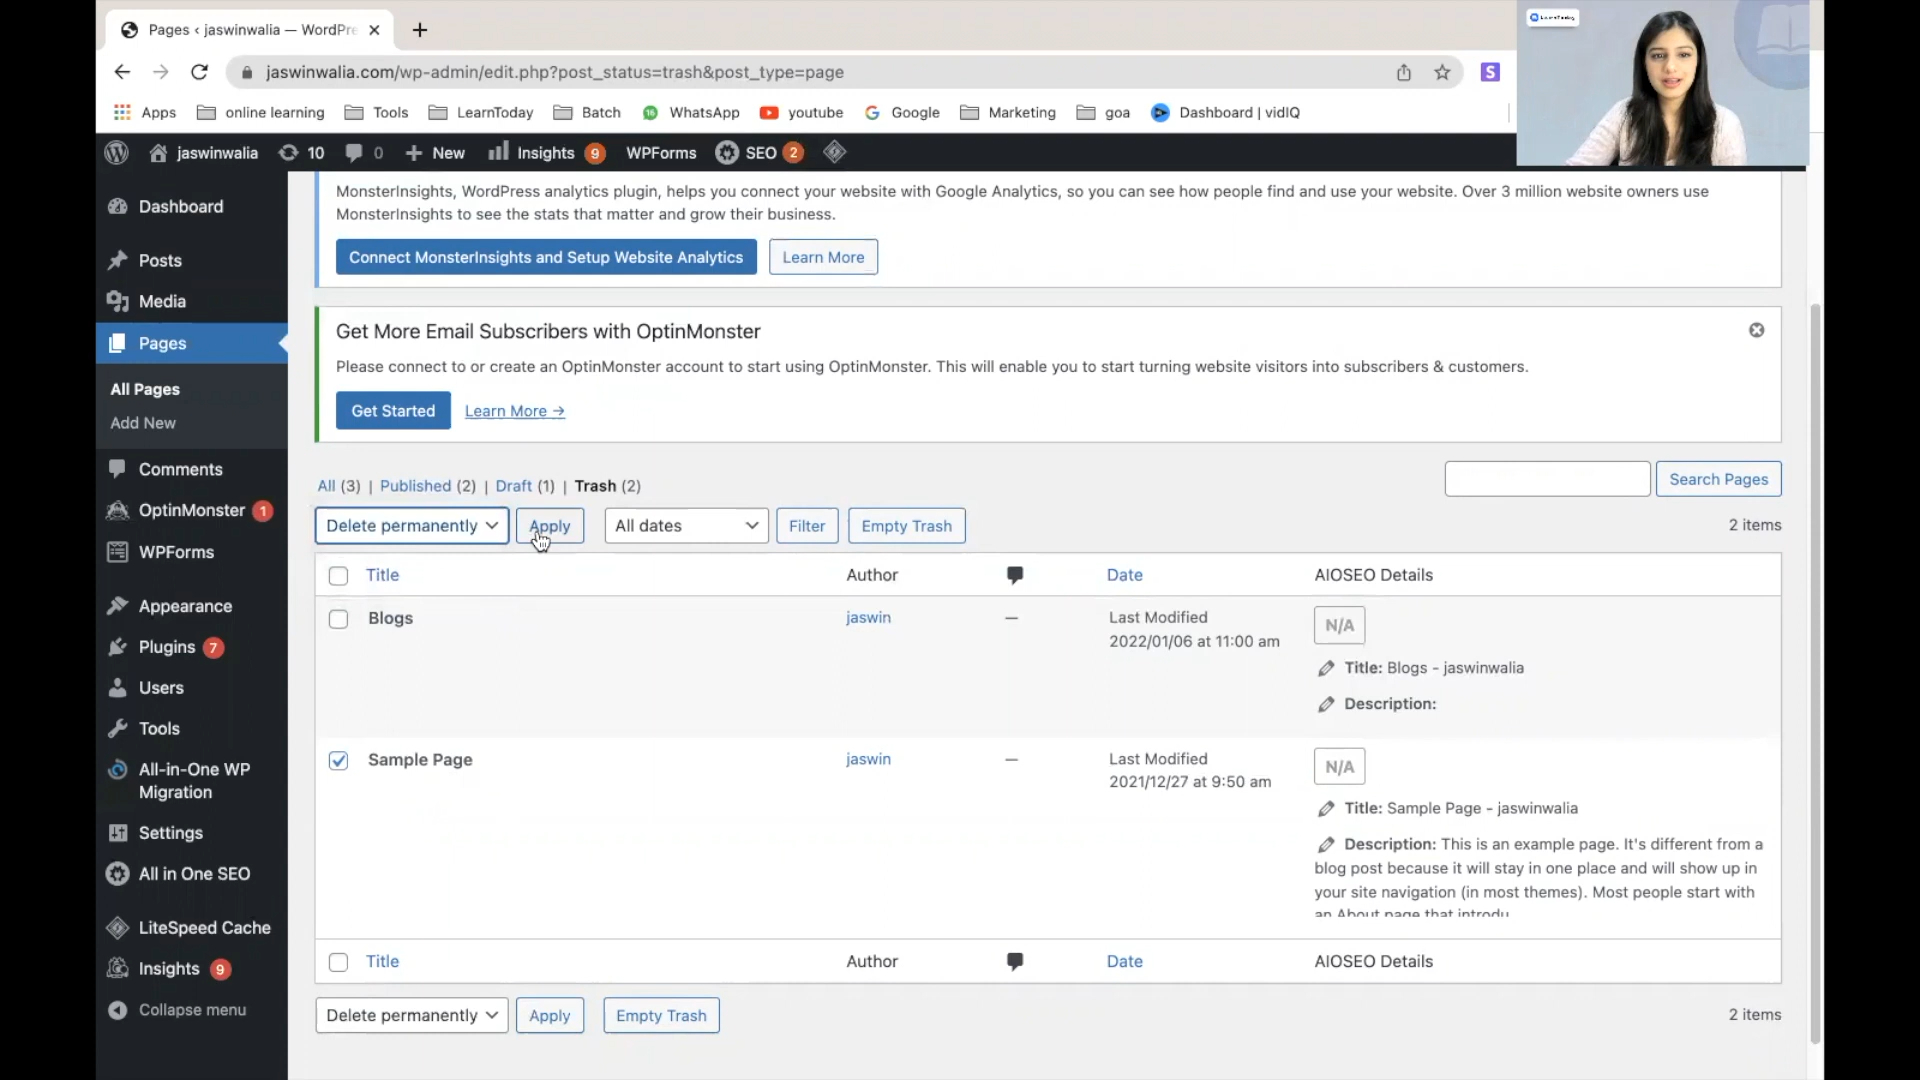 Pages ‹ jaswinwalia — WordPre
jaswinwalia.com/wp-admin/edit.php?post_status=trash&post_type=page
S
Apps
online learning
Tools
LearnToday
Batch
WhatsApp
youtube
Google
Marketing
goa
Dashboard | vidIQ
jaswinwalia
10
0
New
Insights 9
WPForms
SEO 2
Dashboard
Posts
Media
Pages
All Pages
Add New
Comments
OptinMonster 1
WPForms
Appearance
Plugins 7
Users
Tools
All-in-One WP
Migration
Settings
All in One SEO
LiteSpeed Cache
Insights 9
Collapse menu
MonsterInsights, WordPress analytics plugin, helps you connect your website with Google Analytics, so you can see how people find and use your website. Over 3 million website owners use
MonsterInsights to see the stats that matter and grow their business.
Connect MonsterInsights and Setup Website Analytics
Learn More
Get More Email Subscribers with OptinMonster
Please connect to or create an OptinMonster account to start using OptinMonster. This will enable you to start turning website visitors into subscribers & customers.
Get Started
Learn More →
All (3) | Published (2) | Draft (1) | Trash (2)
Search Pages
Delete permanently
Apply
All dates
Filter
Empty Trash
2 items
Title
Author
Date
AIOSEO Details
Blogs
jaswin
—
Last Modified
2022/01/06 at 11:00 am
N/A
Title: Blogs - jaswinwalia
Description:
Sample Page
jaswin
—
Last Modified
2021/12/27 at 9:50 am
N/A
Title: Sample Page - jaswinwalia
Description: This is an example page. It's different from a
blog post because it will stay in one place and will show up in
your site navigation (in most themes). Most people start with
an About page that introdu
Title
Author
Date
AIOSEO Details
Delete permanently
Apply
Empty Trash
2 items